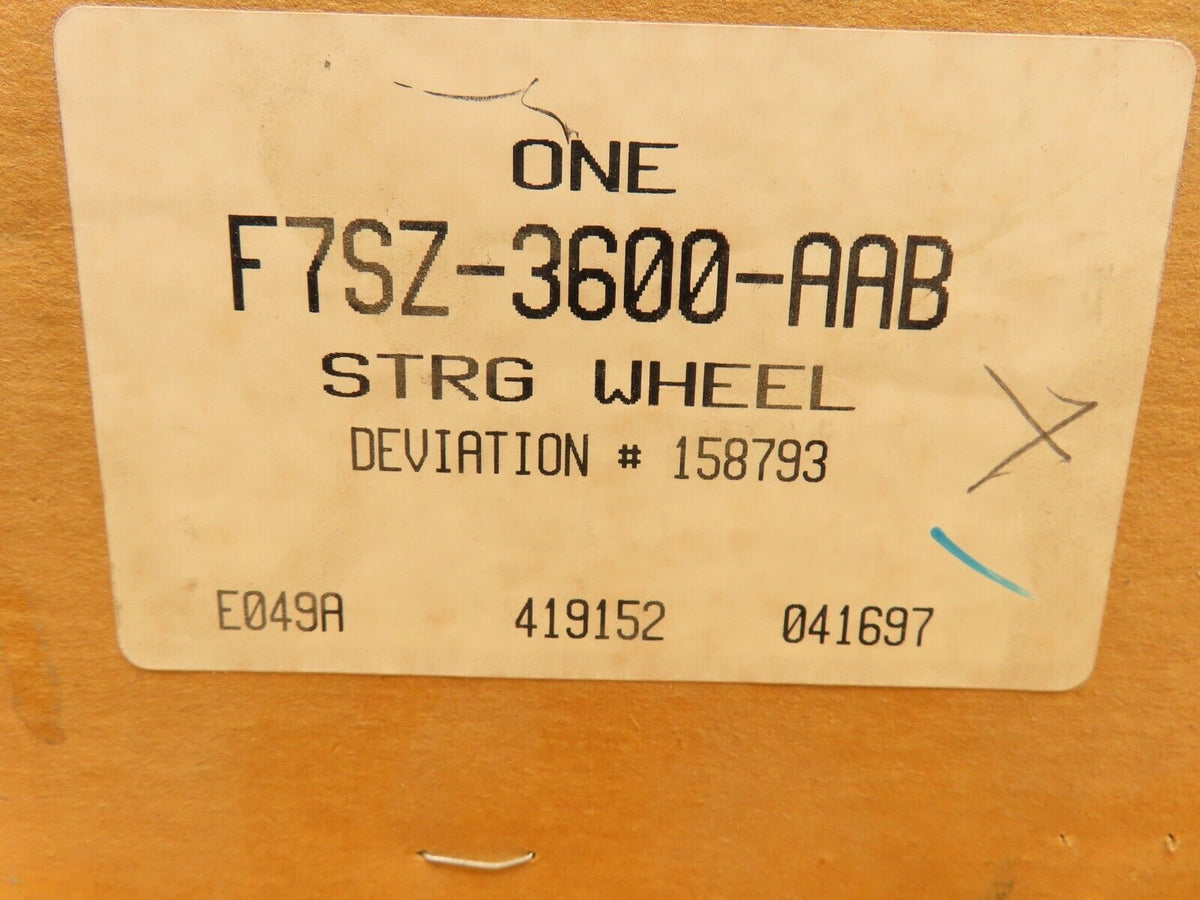 ONE
F7SZ-3600-AAB
STRG WHEEL
DEVIATION # 158793
E049A 419152 041697